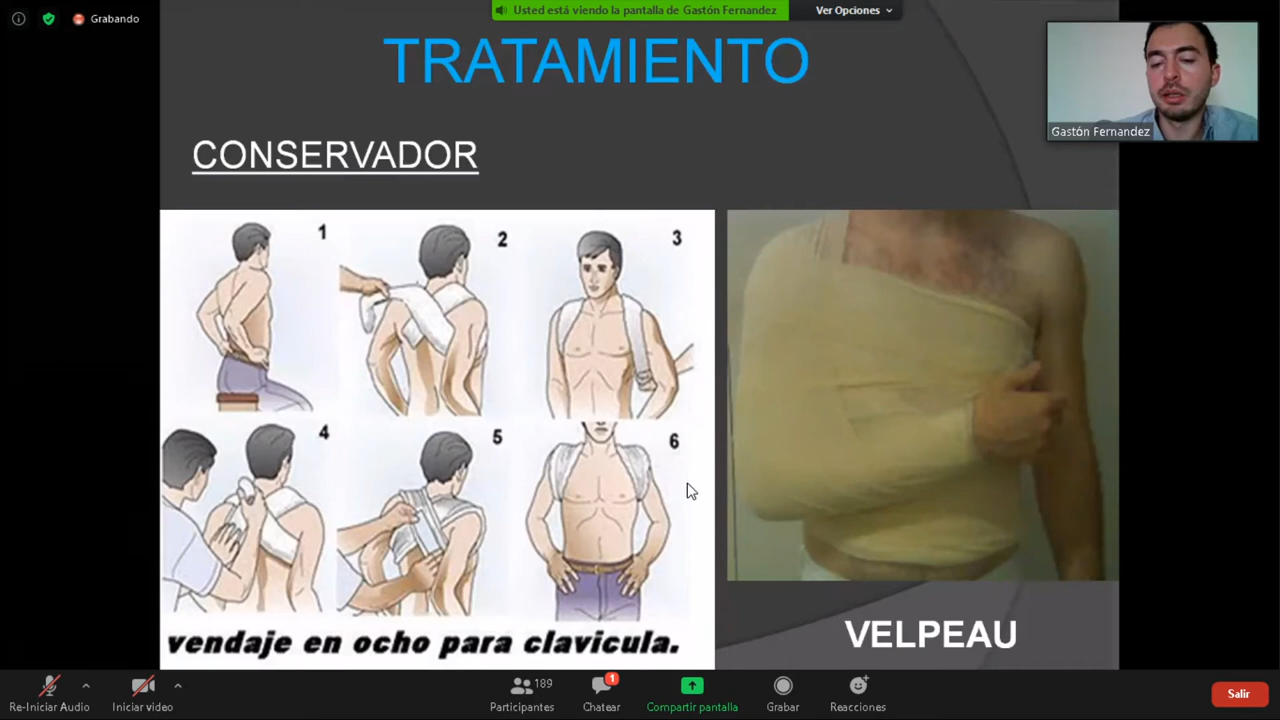 Grabando
Usted está viendo la pantalla de Gastón Fernandez
Ver Opciones
TRATAMIENTO
Gastón Fernandez
CONSERVADOR
1
2
3
4
5
6
vendaje en ocho para clavicula.
VELPEAU
Re-Iniciar Audio
Iniciar video
189
Participantes
1
Chatear
Compartir pantalla
Grabar
Reacciones
Salir